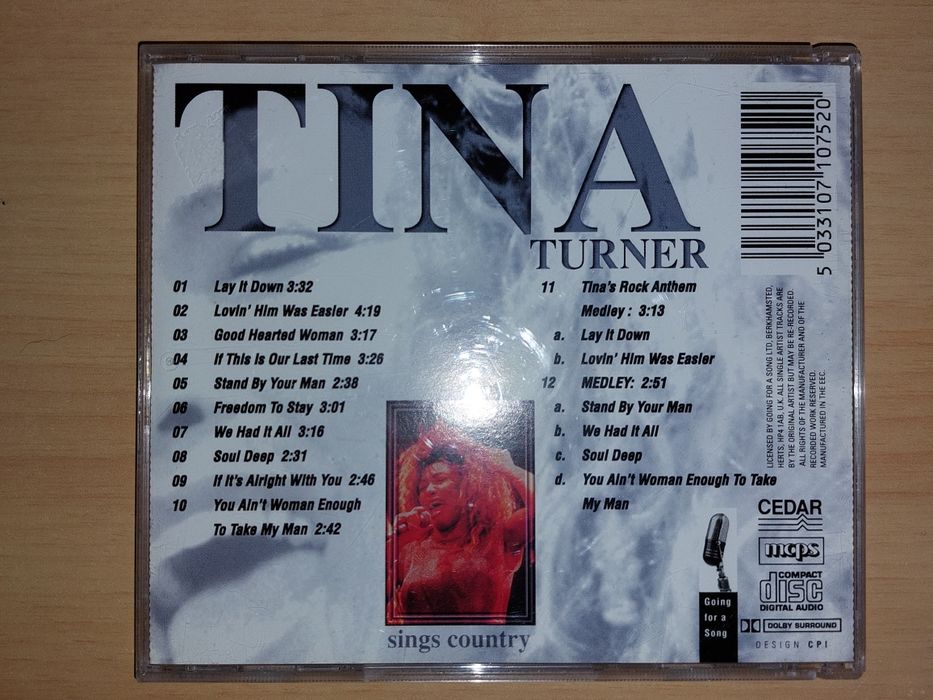 TINA
TURNER
01 Lay It Down 3:32
02 Lovin' Him Was Easier 4:19
03 Good Hearted Woman 3:17
04 If This Is Our Last Time 3:26
05 Stand By Your Man 2:38
06 Freedom To Stay 3:01
07 We Had It All 3:16
08 Soul Deep 2:31
09 If It's Alright With You 2:46
10 You Ain't Woman Enough
To Take My Man 2:42
11 Tina's Rock Anthem
Medley : 3:13
a. Lay It Down
b. Lovin' Him Was Easier
12 MEDLEY: 2:51
a. Stand By Your Man
b. We Had It All
c. Soul Deep
d. You Ain't Woman Enough To Take
My Man
sings country
5 033107 107520
LICENSED BY GOING FOR A SONG LTD, BERKHAMSTED,
HERTS, HP4 1AB, U.K. ALL SINGLE ARTIST TRACKS ARE
BY THE ORIGINAL ARTIST BUT MAY BE RE-RECORDED.
ALL RIGHTS OF THE MANUFACTURER AND OF THE
RECORDED WORK RESERVED.
MANUFACTURED IN THE EEC.
CEDAR
mcps
COMPACT
disc
DIGITAL AUDIO
DOLBY SURROUND
DESIGN CPI
Going
for a
Song